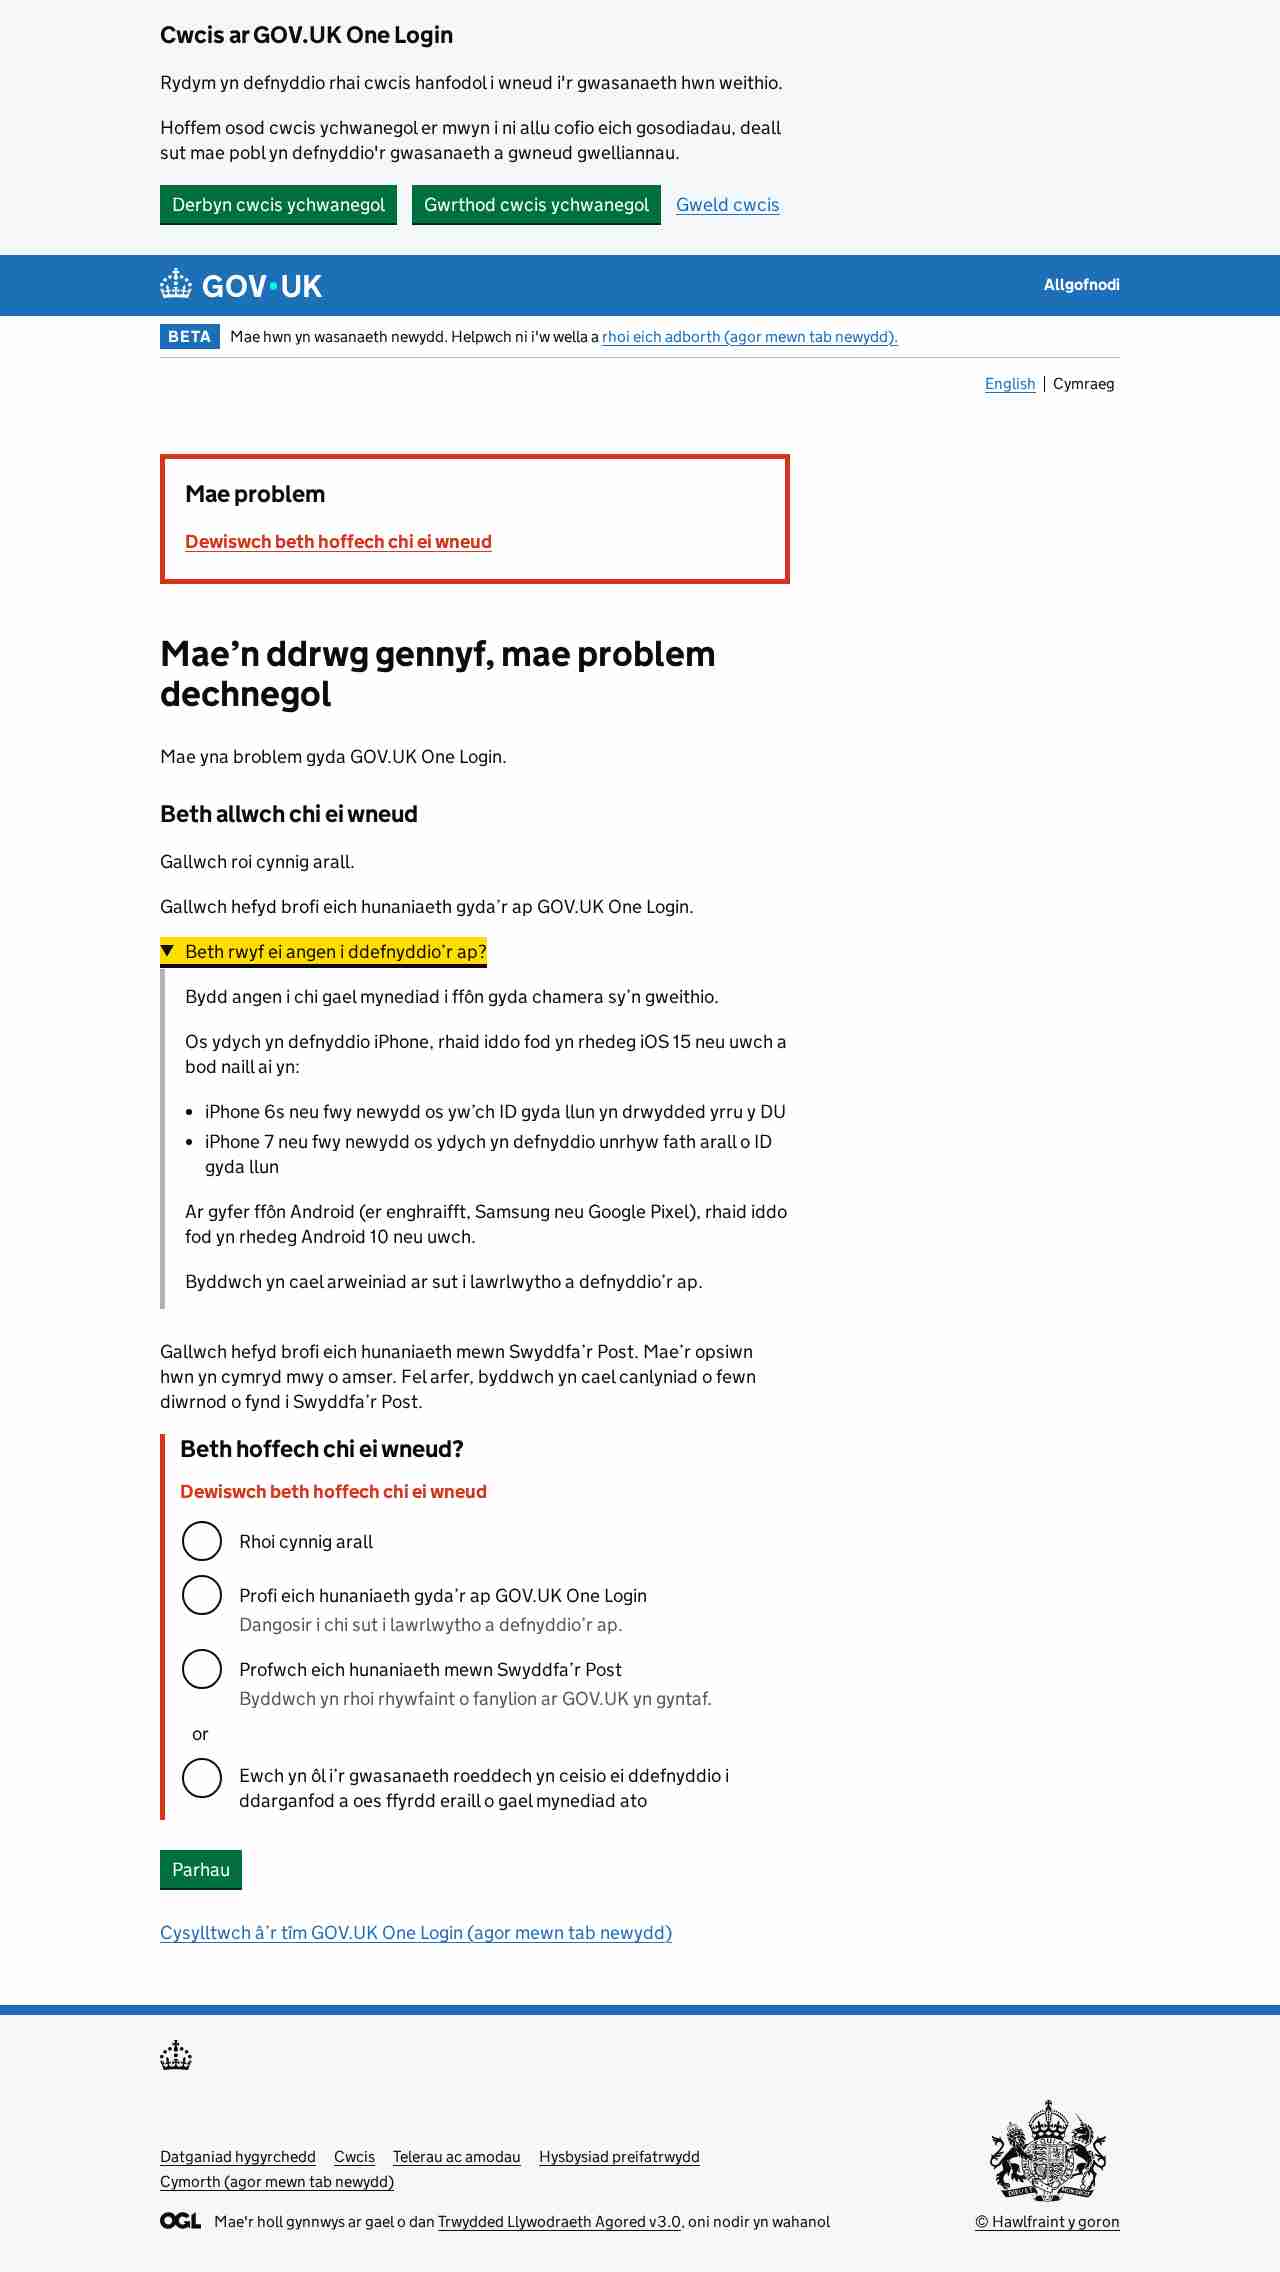 Cwcis ar GOV.UK One Login
Rydym yn defnyddio rhai cwcis hanfodol i wneud i'r gwasanaeth hwn weithio.
Hoffem osod cwcis ychwanegol er mwyn i ni allu cofio eich gosodiadau, deall
sut mae pobl yn defnyddio'r gwasanaeth a gwneud gwelliannau.
Derbyn cwcis ychwanegol Gwrthod cwcis ychwanegol Gweld cwcis
GOV·UK Allgofnodi
BETA Mae hwn yn wasanaeth newydd. Helpwch ni i'w wella a rhoi eich adborth (agor mewn tab newydd).
English | Cymraeg
Mae problem
Dewiswch beth hoffech chi ei wneud
Mae’n ddrwg gennyf, mae problem
dechnegol
Mae yna broblem gyda GOV.UK One Login.
Beth allwch chi ei wneud
Gallwch roi cynnig arall.
Gallwch hefyd brofi eich hunaniaeth gyda’r ap GOV.UK One Login.
Beth rwyf ei angen i ddefnyddio’r ap?
Bydd angen i chi gael mynediad i ffôn gyda chamera sy’n gweithio.
Os ydych yn defnyddio iPhone, rhaid iddo fod yn rhedeg iOS 15 neu uwch a
bod naill ai yn:
• iPhone 6s neu fwy newydd os yw’ch ID gyda llun yn drwydded yrru y DU
• iPhone 7 neu fwy newydd os ydych yn defnyddio unrhyw fath arall o ID
gyda llun
Ar gyfer ffôn Android (er enghraifft, Samsung neu Google Pixel), rhaid iddo
fod yn rhedeg Android 10 neu uwch.
Byddwch yn cael arweiniad ar sut i lawrlwytho a defnyddio’r ap.
Gallwch hefyd brofi eich hunaniaeth mewn Swyddfa’r Post. Mae’r opsiwn
hwn yn cymryd mwy o amser. Fel arfer, byddwch yn cael canlyniad o fewn
diwrnod o fynd i Swyddfa’r Post.
Beth hoffech chi ei wneud?
Dewiswch beth hoffech chi ei wneud
Rhoi cynnig arall
Profi eich hunaniaeth gyda’r ap GOV.UK One Login
Dangosir i chi sut i lawrlwytho a defnyddio’r ap.
Profwch eich hunaniaeth mewn Swyddfa’r Post
Byddwch yn rhoi rhywfaint o fanylion ar GOV.UK yn gyntaf.
or
Ewch yn ôl i’r gwasanaeth roeddech yn ceisio ei ddefnyddio i
ddarganfod a oes ffyrdd eraill o gael mynediad ato
Parhau
Cysylltwch â’r tîm GOV.UK One Login (agor mewn tab newydd)
Datganiad hygyrchedd Cwcis Telerau ac amodau Hysbysiad preifatrwydd
Cymorth (agor mewn tab newydd)
OGL Mae'r holl gynnwys ar gael o dan Trwydded Llywodraeth Agored v3.0, oni nodir yn wahanol
© Hawlfraint y goron